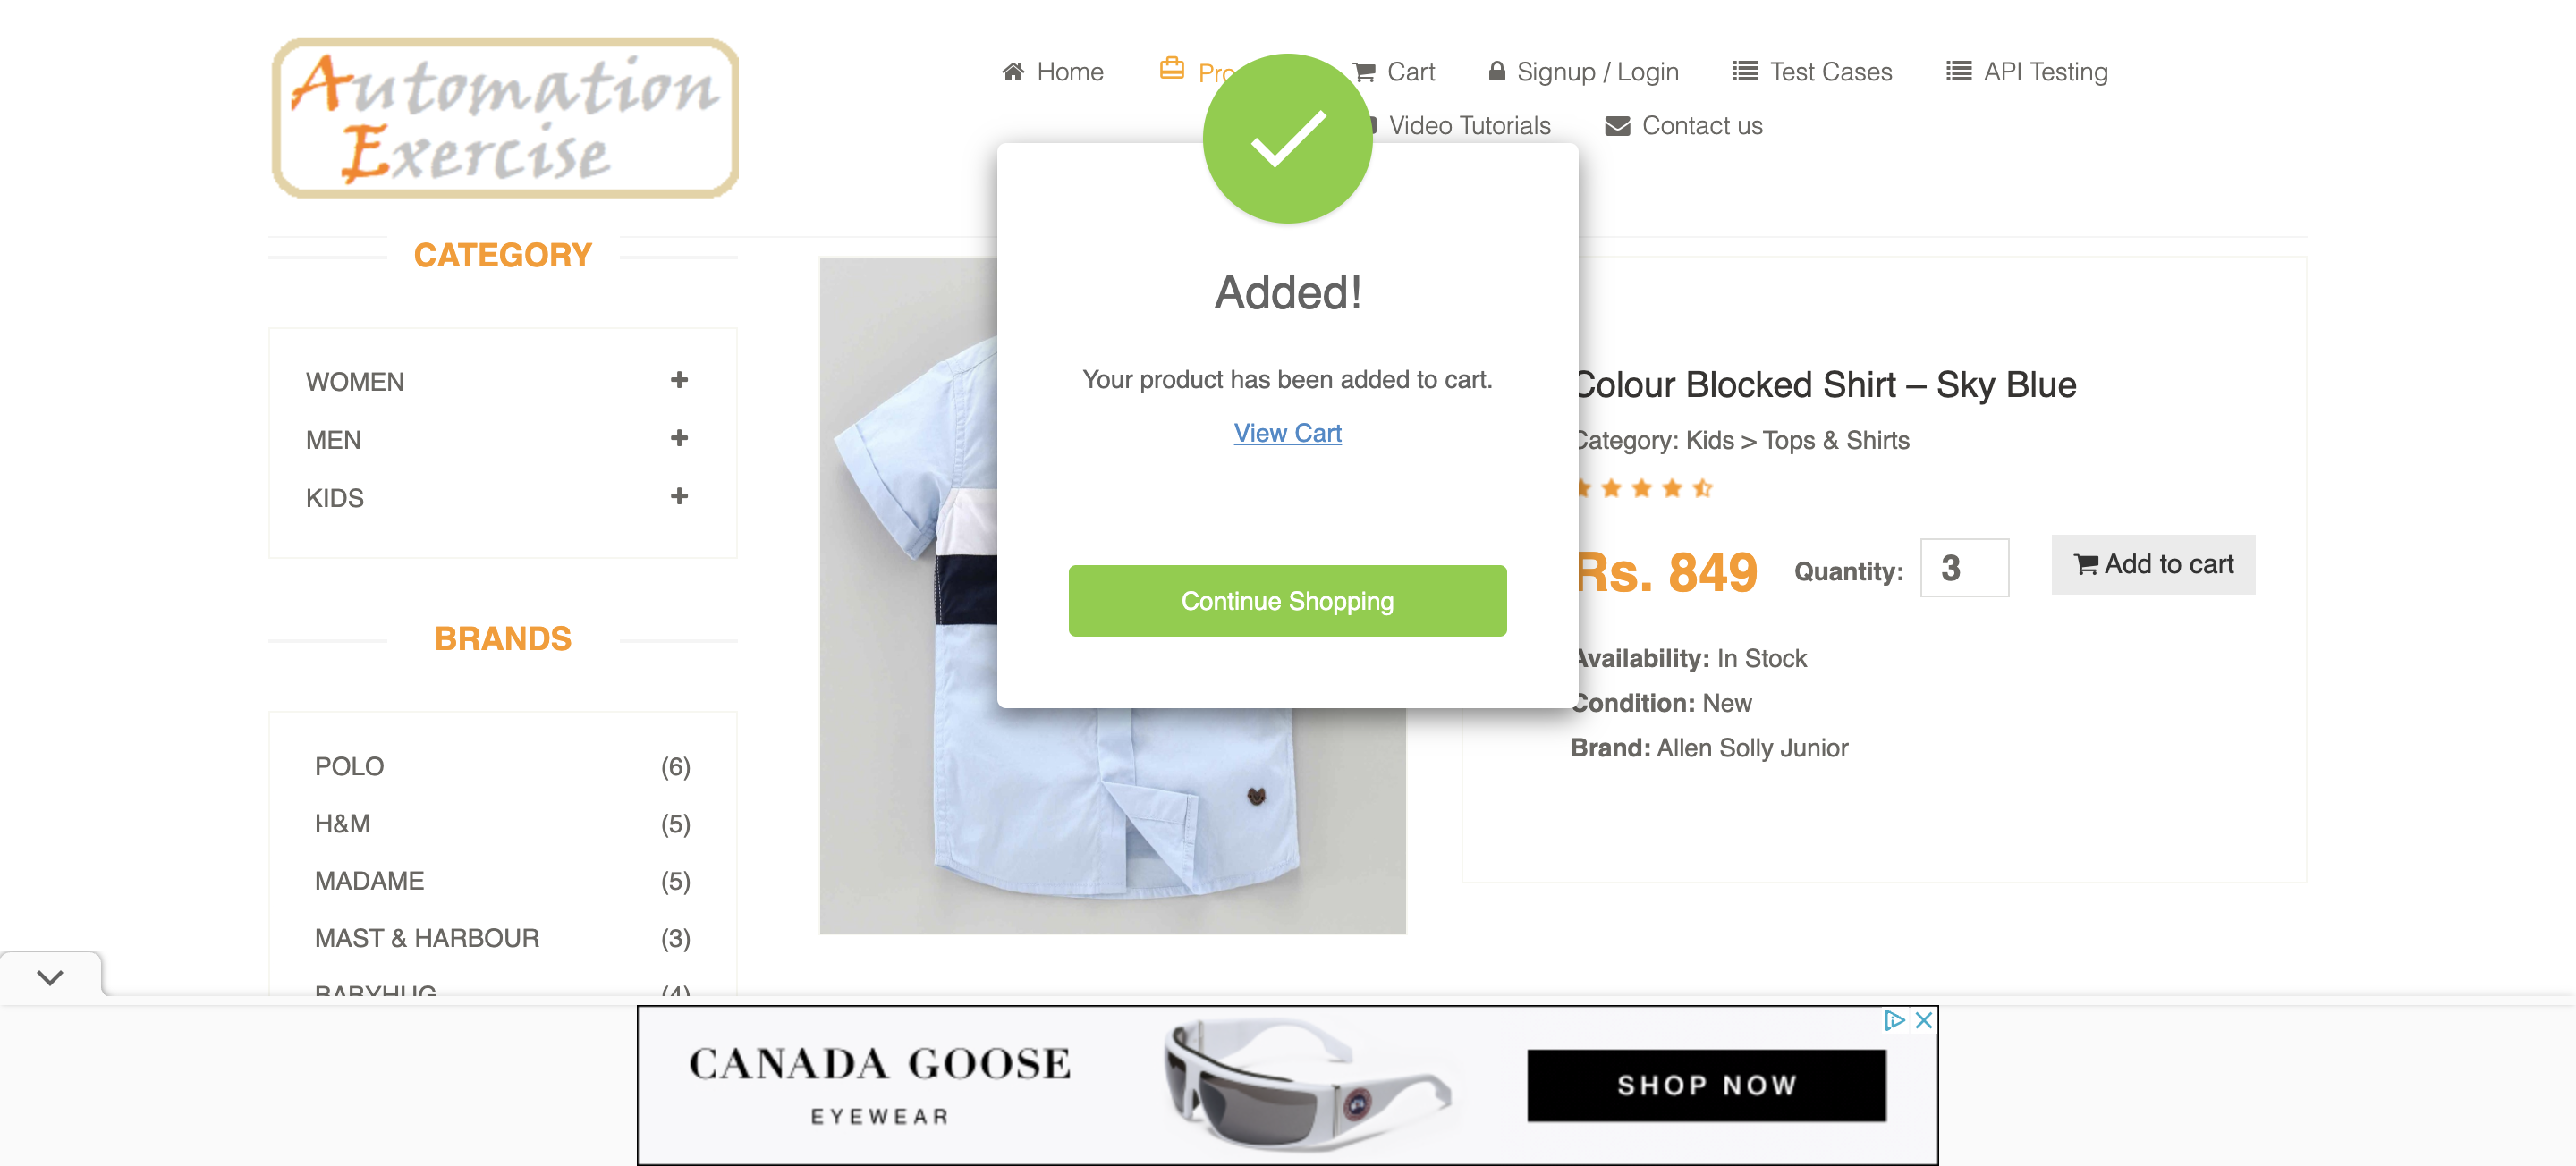 Automation
Exercise
Home
Cart
Signup / Login
Test Cases
API Testing
Video Tutorials
Contact us
CATEGORY
WOMEN
MEN
KIDS
BRANDS
POLO (6)
H&M (5)
MADAME (5)
MAST & HARBOUR (3)
BABYHUG (4)
Added!
Your product has been added to cart.
View Cart
Continue Shopping
Colour Blocked Shirt – Sky Blue
Category: Kids > Tops & Shirts
Rs. 849 Quantity: 3 Add to cart
Availability: In Stock
Condition: New
Brand: Allen Solly Junior
CANADA GOOSE
EYEWEAR
SHOP NOW